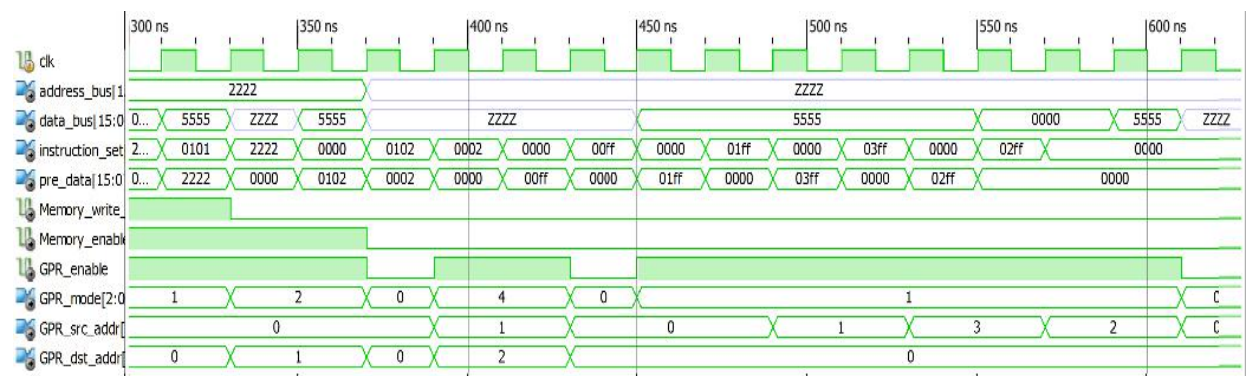 300 ns 350 ns 400 ns 450 ns 500 ns 550 ns 600 ns
clk
address_bus[1 2222 ZZZZ
data_bus[15:0 0... 5555 ZZZZ 5555 ZZZZ 5555 0000 5555 ZZZZ
instruction_set 2... 0101 2222 0000 0102 0002 0000 00ff 0000 01ff 0000 03ff 0000 02ff 0000
pre_data[15:0 0... 2222 0000 0102 0002 0000 00ff 0000 01ff 0000 03ff 0000 02ff 0000
Memory_write_
Memory_enable
GPR_enable
GPR_mode[2:0 1 2 0 4 0 1
GPR_src_addr[ 0 1 0 1 3 2
GPR_dst_addr[ 0 1 0 2 0